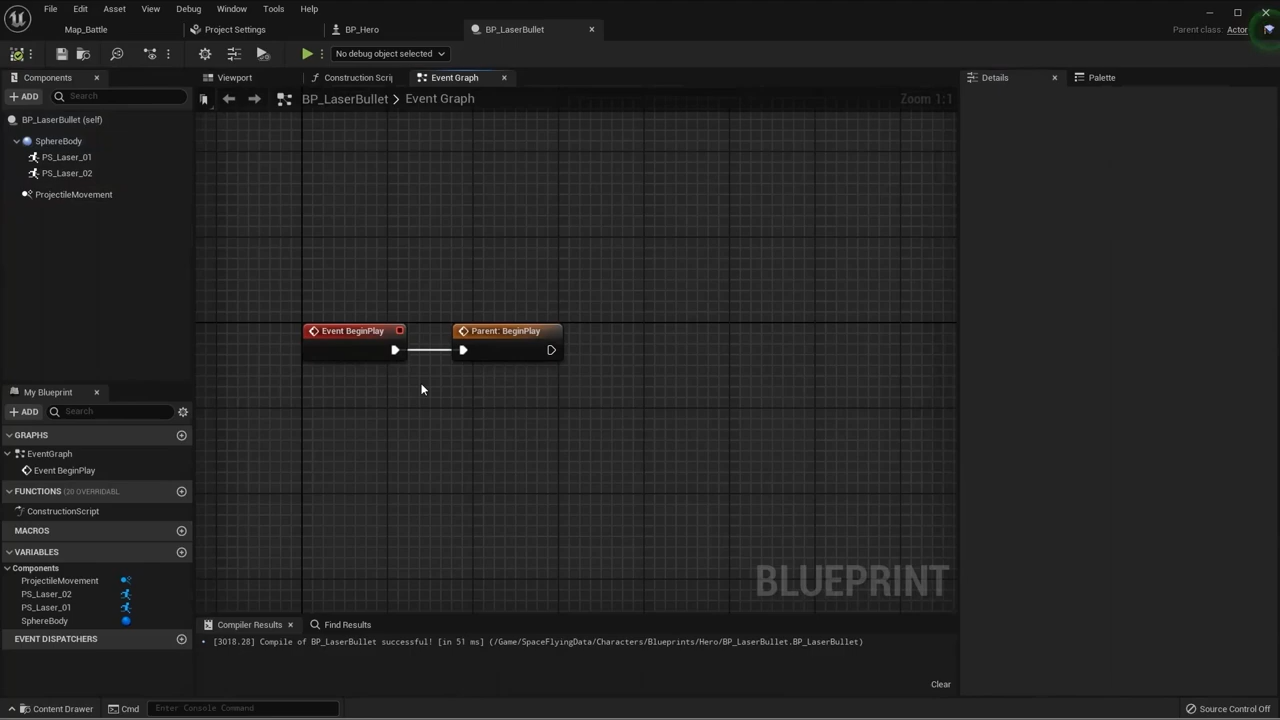 File Edit Asset View Debug Window Tools Help
Map_Battle Project Settings BP_Hero BP_LaserBullet
Parent class: Actor
No debug object selected
Components
Viewport Construction Scrip Event Graph
Details Palette
ADD Search
BP_LaserBullet > Event Graph
Zoom 1:1
BP_LaserBullet (self)
SphereBody
PS_Laser_01
PS_Laser_02
ProjectileMovement
Event BeginPlay
Parent: BeginPlay
My Blueprint
ADD Search
GRAPHS
EventGraph
Event BeginPlay
FUNCTIONS (20 OVERRIDABL
ConstructionScript
MACROS
VARIABLES
Components
ProjectileMovement
PS_Laser_02
PS_Laser_01
SphereBody
EVENT DISPATCHERS
BLUEPRINT
Compiler Results Find Results
[3018.28] Compile of BP_LaserBullet successful! [in 51 ms] (/Game/SpaceFlyingData/Characters/Blueprints/Hero/BP_LaserBullet.BP_LaserBullet)
Clear
Content Drawer Cmd Enter Console Command Source Control Off